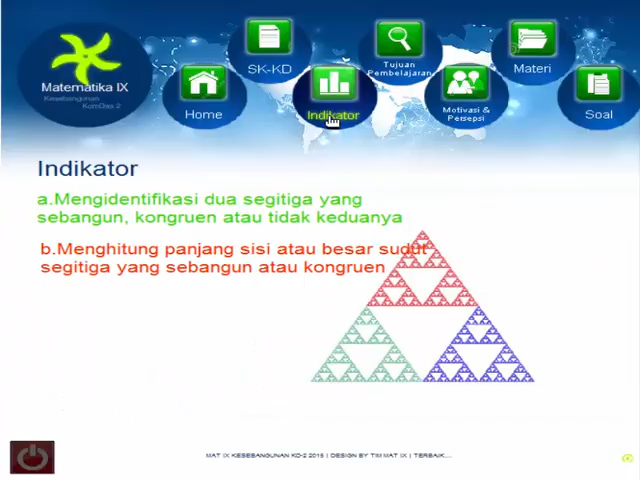 Matematika IX
Kesebangunan
KomDas 2
Home
SK-KD
Indikator
Tujuan
Pembelajaran
Motivasi &
Persepsi
Materi
Soal
Indikator
a.Mengidentifikasi dua segitiga yang
sebangun, kongruen atau tidak keduanya
b.Menghitung panjang sisi atau besar sudut
segitiga yang sebangun atau kongruen
MAT IX KESEBANGUNAN KD-2 2015 | DESIGN BY TIM MAT IX | TERBAIK...